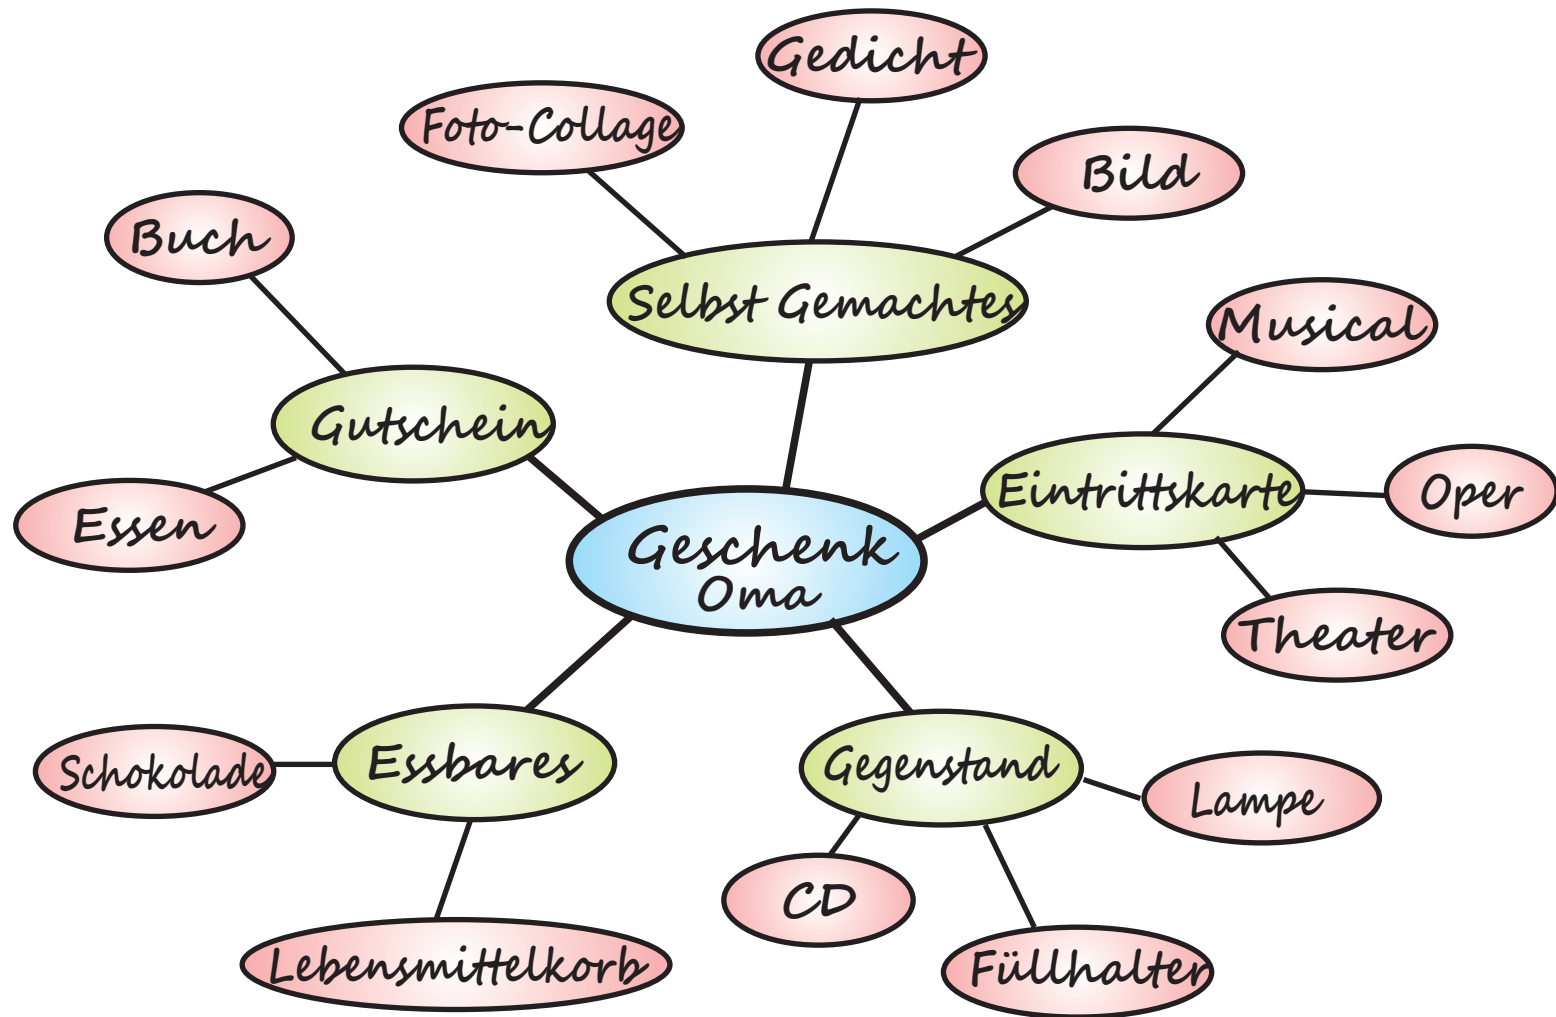 Gedicht
Foto-Collage
Bild
Buch
Selbst Gemachtes
Musical
Gutschein
Eintrittskarte
Oper
Essen
Geschenk
Oma
Theater
Schokolade
Essbares
Gegenstand
Lampe
CD
Lebensmittelkorb
Füllhalter